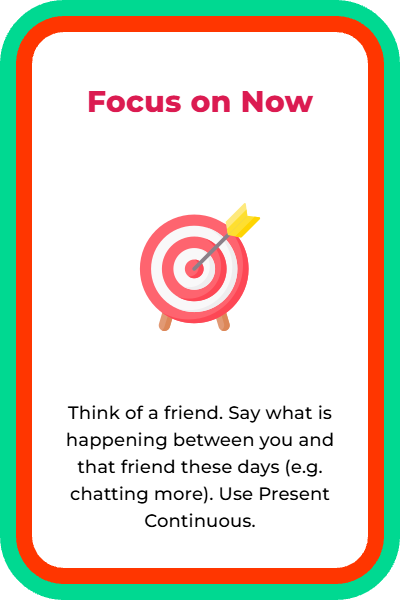 Focus on Now
Think of a friend. Say what is
happening between you and
that friend these days (e.g.
chatting more). Use Present
Continuous.